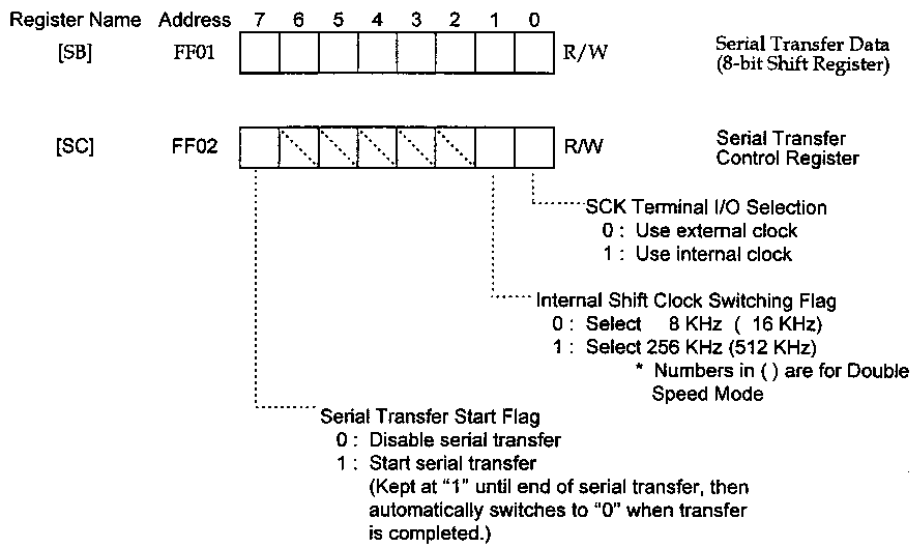 Register Name Address 7 6 5 4 3 2 1 0
[SB] FF01 R/W Serial Transfer Data
(8-bit Shift Register)
[SC] FF02 R/W Serial Transfer
Control Register
SCK Terminal I/O Selection
0 : Use external clock
1 : Use internal clock
Internal Shift Clock Switching Flag
0 : Select 8 KHz ( 16 KHz)
1 : Select 256 KHz (512 KHz)
* Numbers in ( ) are for Double
Speed Mode
Serial Transfer Start Flag
0 : Disable serial transfer
1 : Start serial transfer
(Kept at "1" until end of serial transfer, then
automatically switches to "0" when transfer
is completed.)